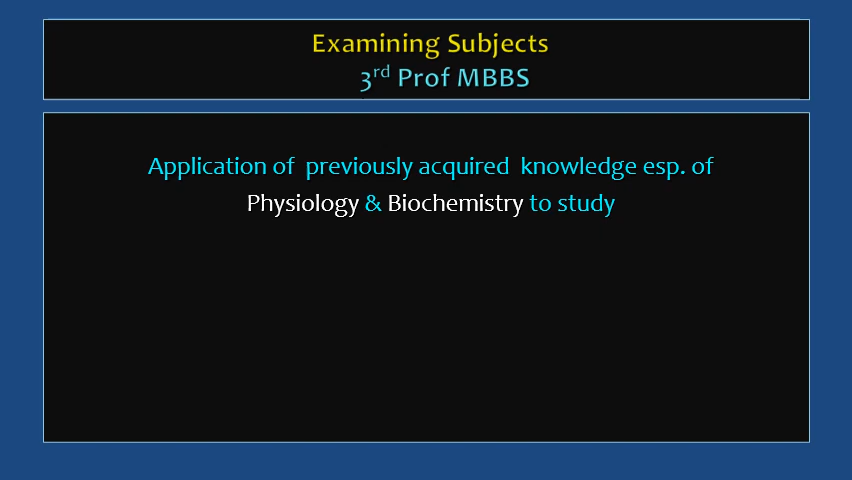 Examining Subjects
3rd Prof MBBS
Application of previously acquired knowledge esp. of
Physiology & Biochemistry to study